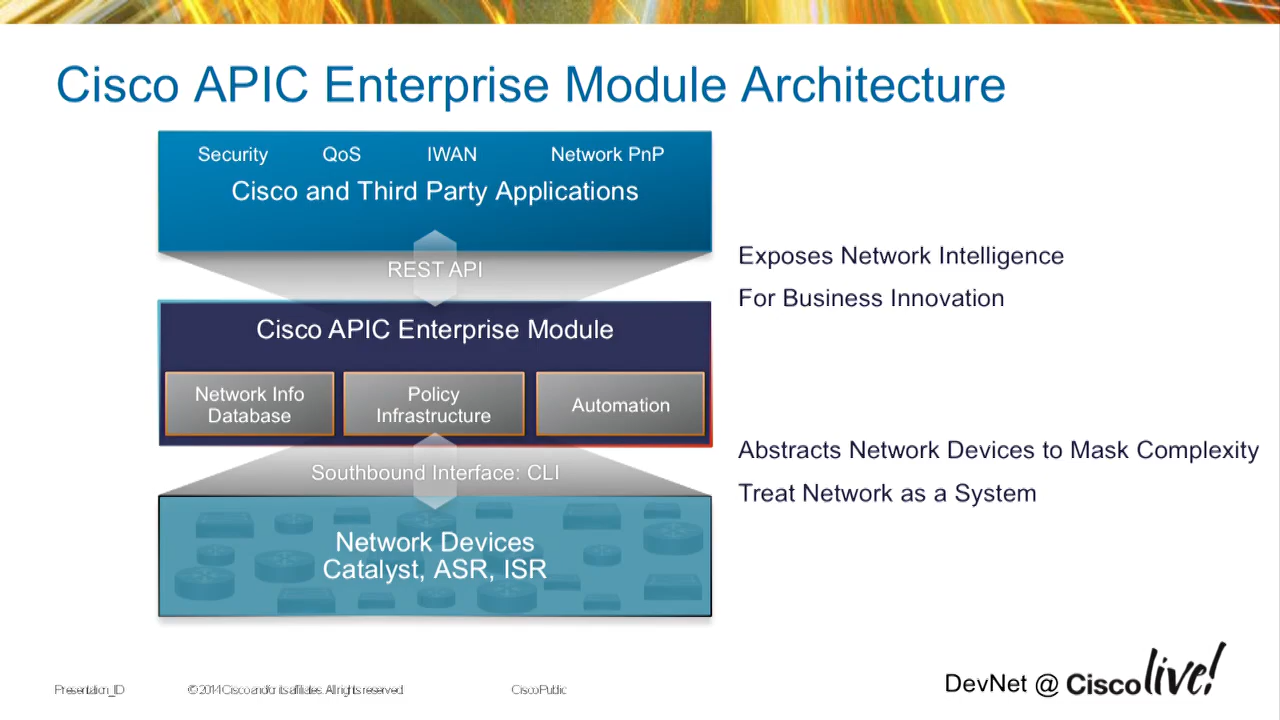 Cisco APIC Enterprise Module Architecture
Security QoS IWAN Network PnP
Cisco and Third Party Applications
REST API
Exposes Network Intelligence
For Business Innovation
Cisco APIC Enterprise Module
Network Info
Database
Policy
Infrastructure
Automation
Southbound Interface: CLI
Abstracts Network Devices to Mask Complexity
Treat Network as a System
Network Devices
Catalyst, ASR, ISR
Presentation_ID
© 2014 Cisco and/or its affiliates. All rights reserved.
Cisco Public
DevNet @ Cisco live!